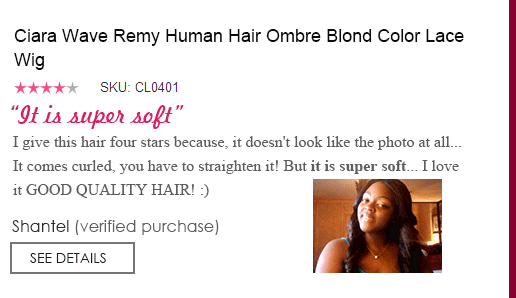 Ciara Wave Remy Human Hair Ombre Blond Color Lace
Wig
SKU: CL0401
“It is super soft”
I give this hair four stars because, it doesn't look like the photo at all...
It comes curled, you have to straighten it! But it is super soft... I love
it GOOD QUALITY HAIR! :)
Shantel (verified purchase)
SEE DETAILS